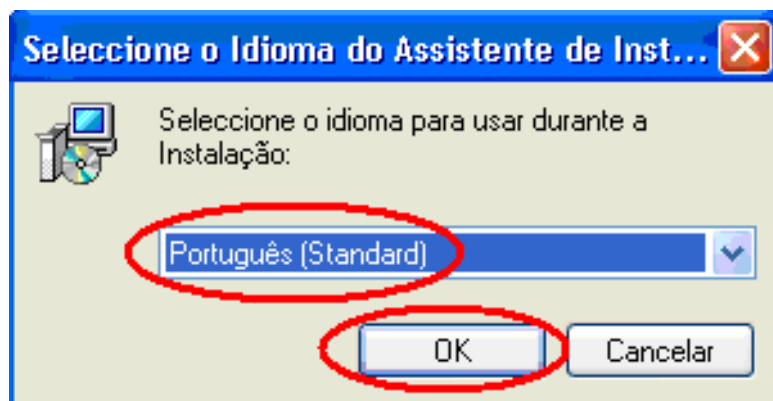 Seleccione o Idioma do Assistente de Inst...
Seleccione o idioma para usar durante a
Instalação:
Português (Standard)
OK
Cancelar